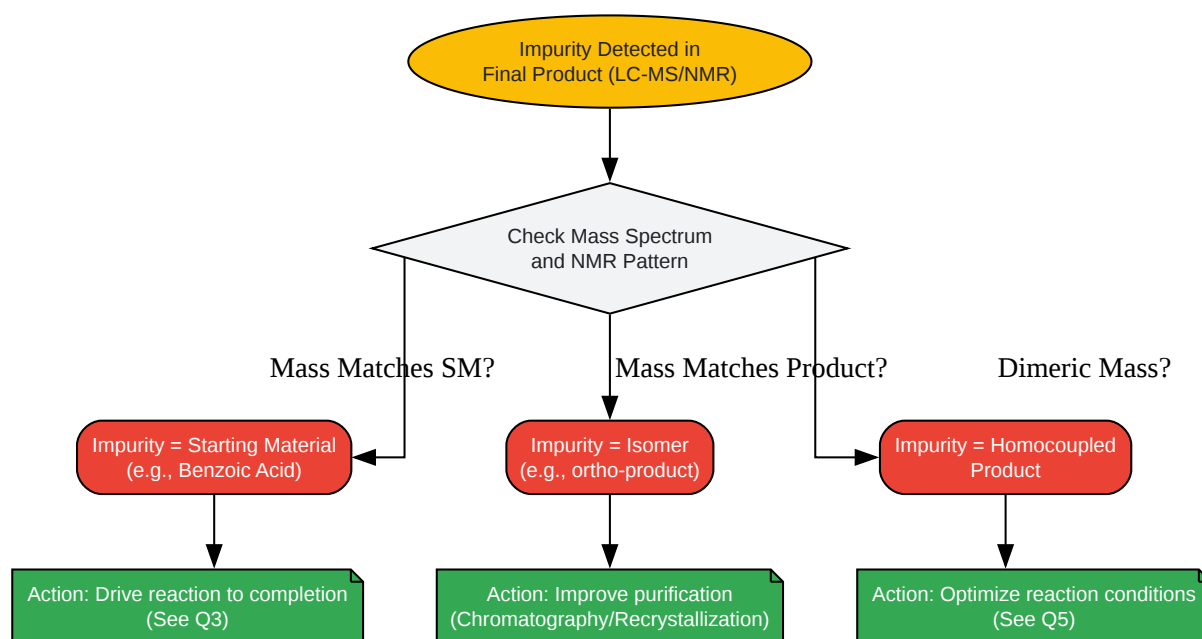 Impurity Detected in
Final Product (LC-MS/NMR)
Check Mass Spectrum
and NMR Pattern
Mass Matches SM?
Mass Matches Product?
Dimeric Mass?
Impurity = Starting Material
(e.g., Benzoic Acid)
Impurity = Isomer
(e.g., ortho-product)
Impurity = Homocoupled
Product
Action: Drive reaction to completion
(See Q3)
Action: Improve purification
(Chromatography/Recrystallization)
Action: Optimize reaction conditions
(See Q5)